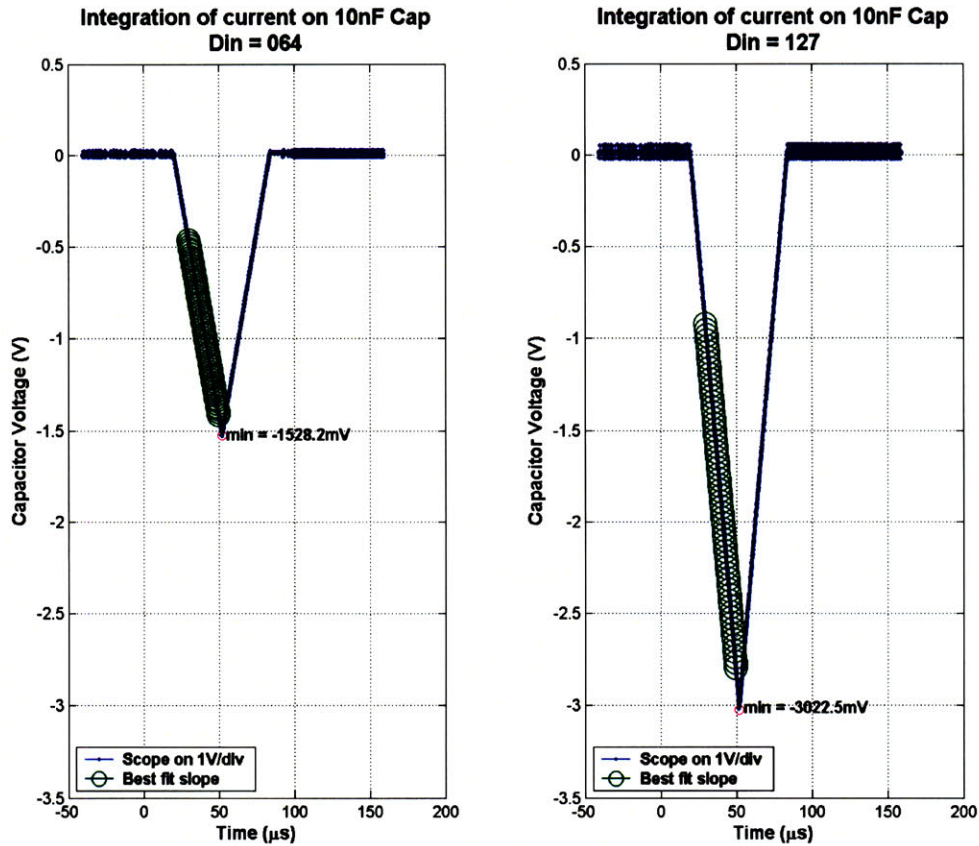 Integration of current on 10nF Cap
Din = 064
0.5
0
-0.5
-1
-1.5
-2
-2.5
-3
-3.5
-50
0
50
100
150
200
Capacitor Voltage (V)
Time (µs)
min = -1528.2mV
Scope on 1V/div
Best fit slope
Integration of current on 10nF Cap
Din = 127
0.5
0
-0.5
-1
-1.5
-2
-2.5
-3
-3.5
-50
0
50
100
150
200
Capacitor Voltage (V)
Time (µs)
min = -3022.5mV
Scope on 1V/div
Best fit slope